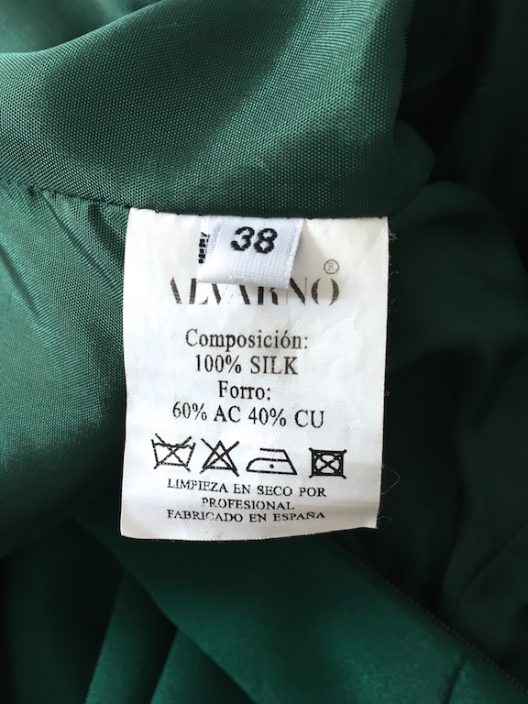 38
ALVARNO
®
Composición:
100% SILK
Forro:
60% AC 40% CU
LIMPIEZA EN SECO POR
PROFESIONAL
FABRICADO EN ESPAÑA